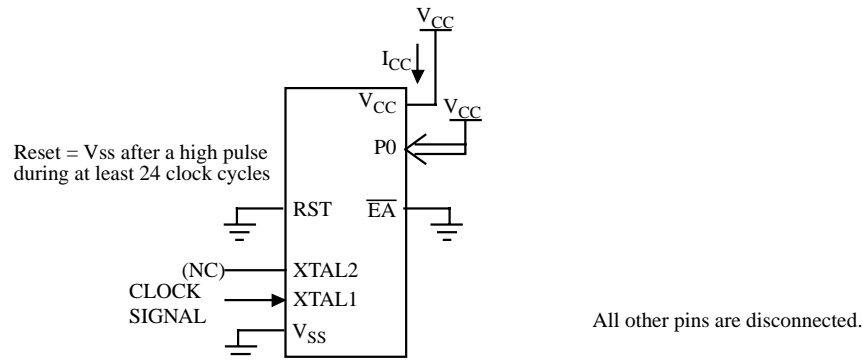 VCC
ICC
VCC
VCC
P0
Reset = Vss after a high pulse
during at least 24 clock cycles
RST
EA
(NC)
XTAL2
CLOCK
SIGNAL
XTAL1
VSS
All other pins are disconnected.